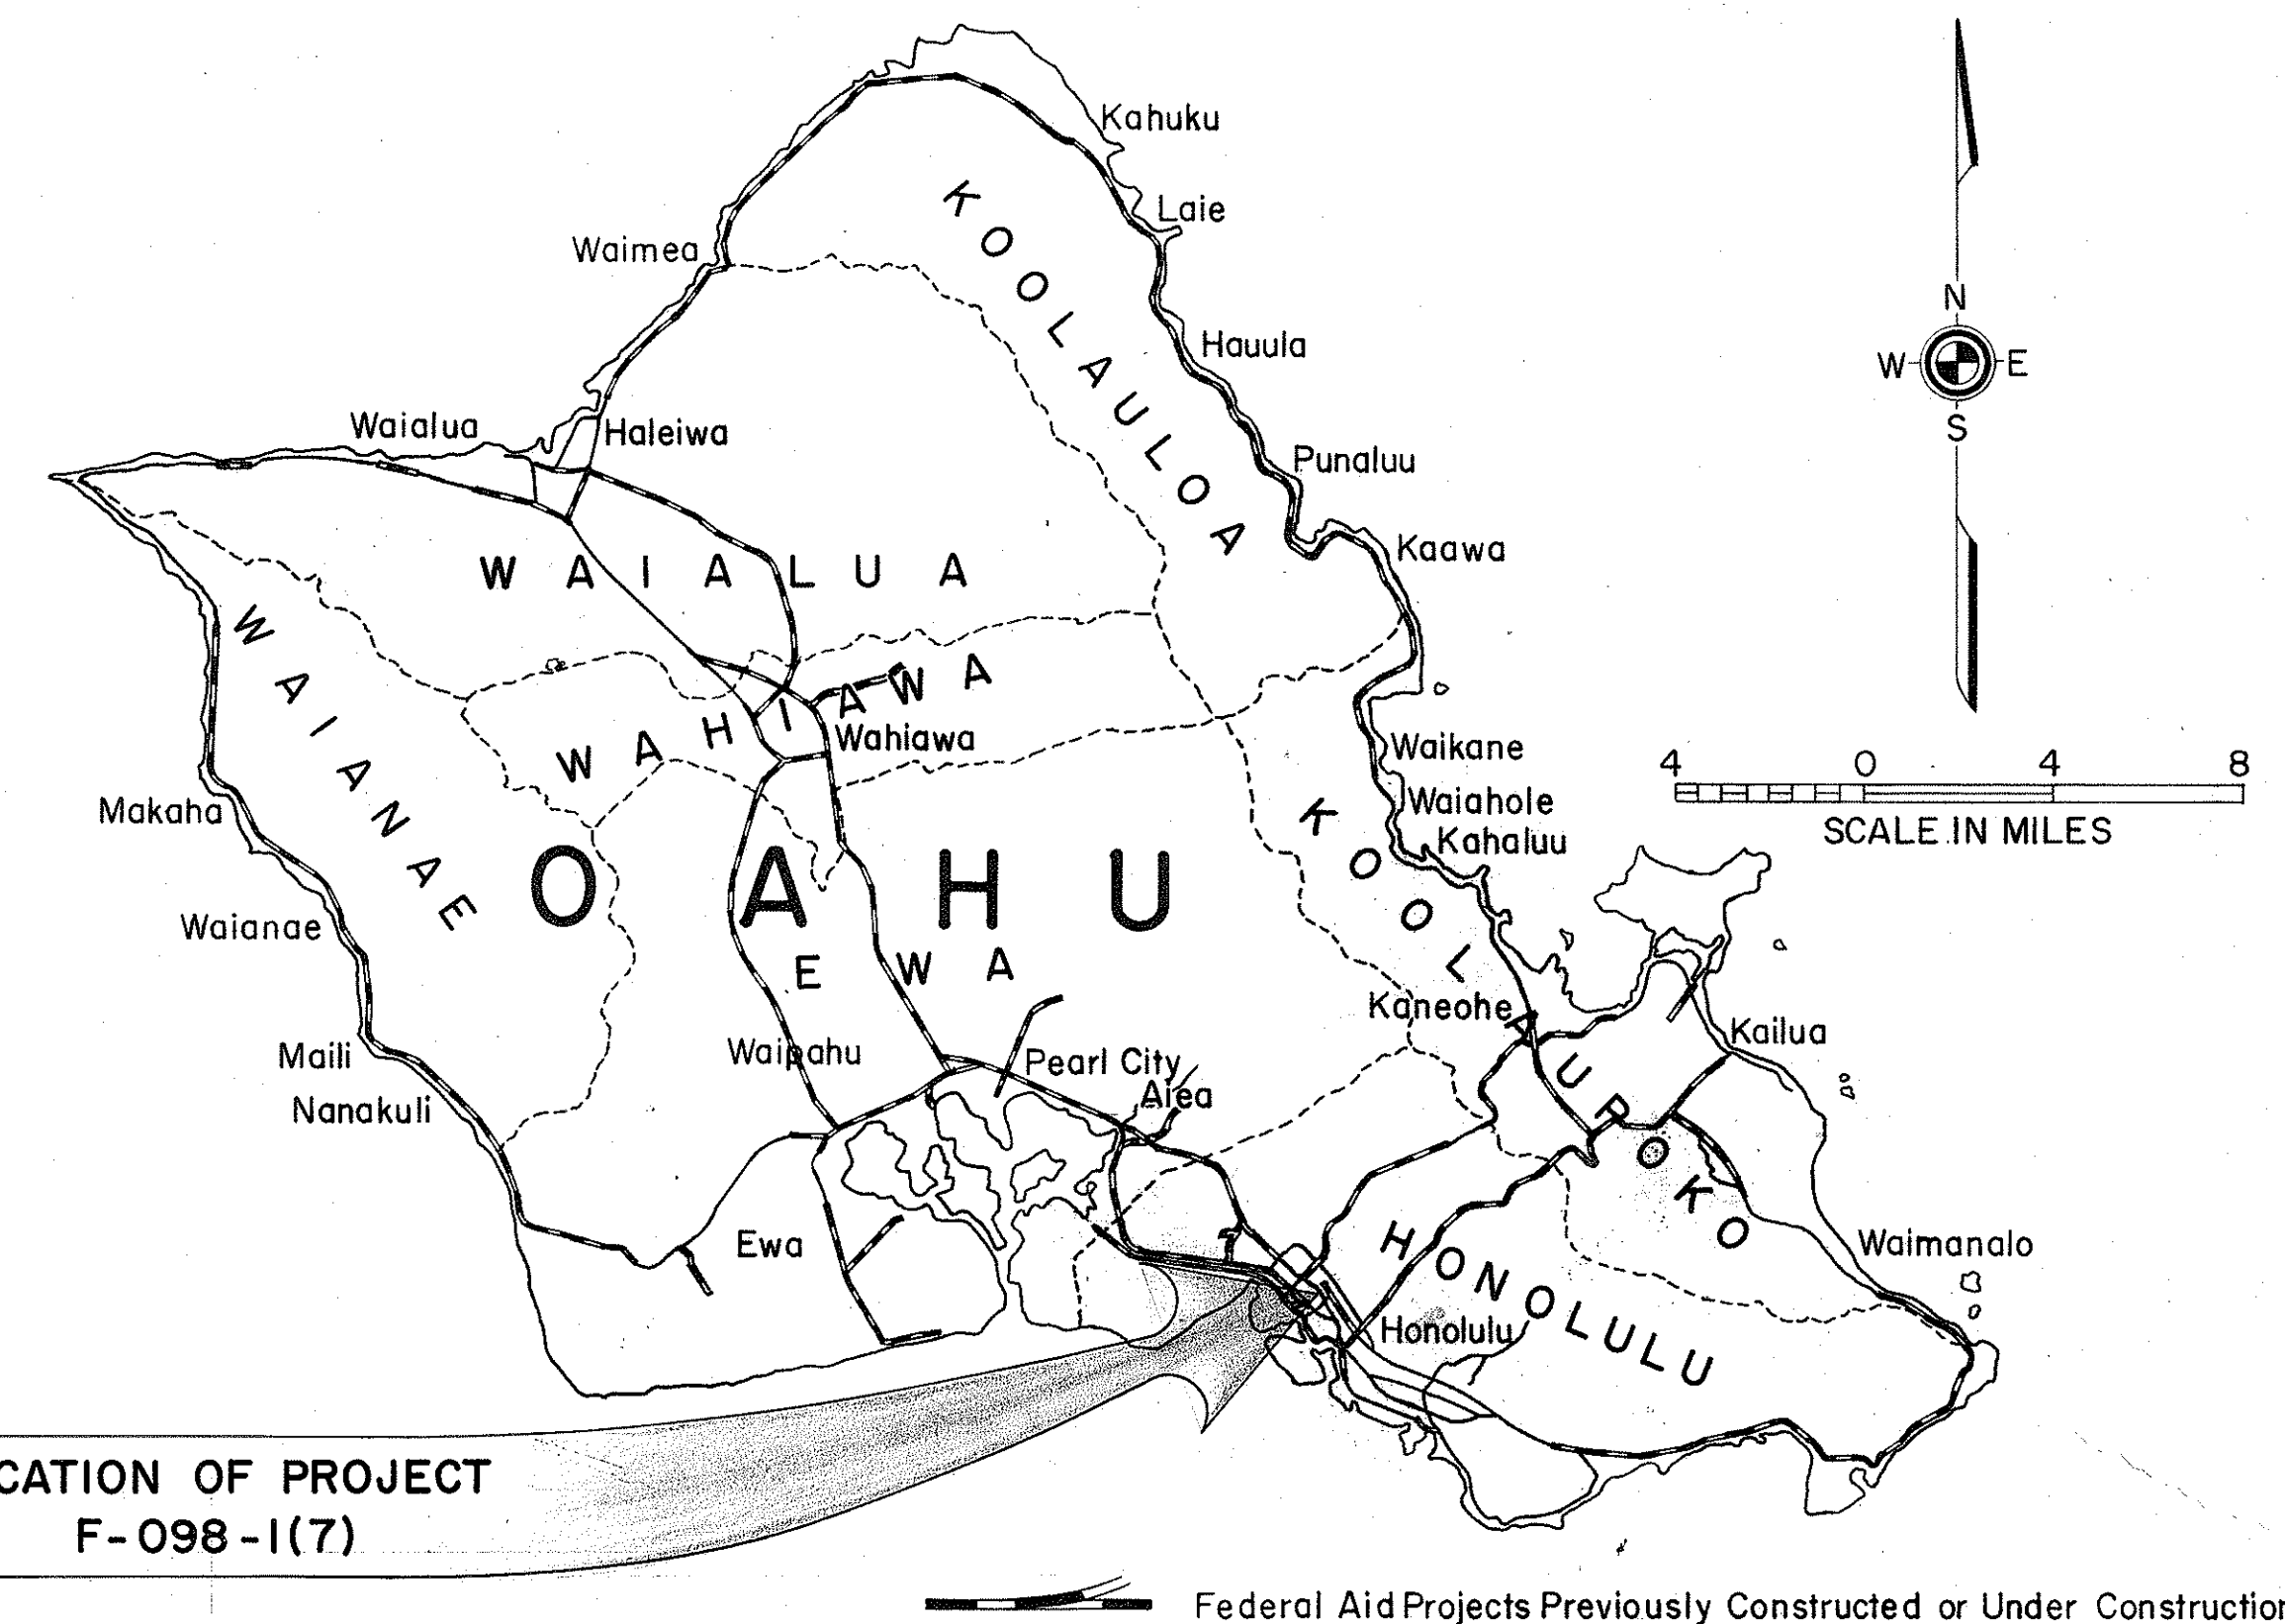 Kahuku
Laie
Waimea
KOOLAULOA
N
W E
S
Hauula
Waialua
Haleiwa
Punaluu
Kaawa
WAIALUA
WAIANAE
WAHIAWA
Wahiawa
Waikane
4 0 4 8
SCALE IN MILES
Makaha
Waiahole
Kahaluu
OAHU
KOOLAUPOKO
Waianae
EWA
Kaneohe
Kailua
Maili
Waipahu
Pearl City
Aiea
Nanakuli
Ewa
HONOLULU
Waimanalo
Honolulu
CATION OF PROJECT
F-098-1(7)
Federal Aid Projects Previously Constructed or Under Construction